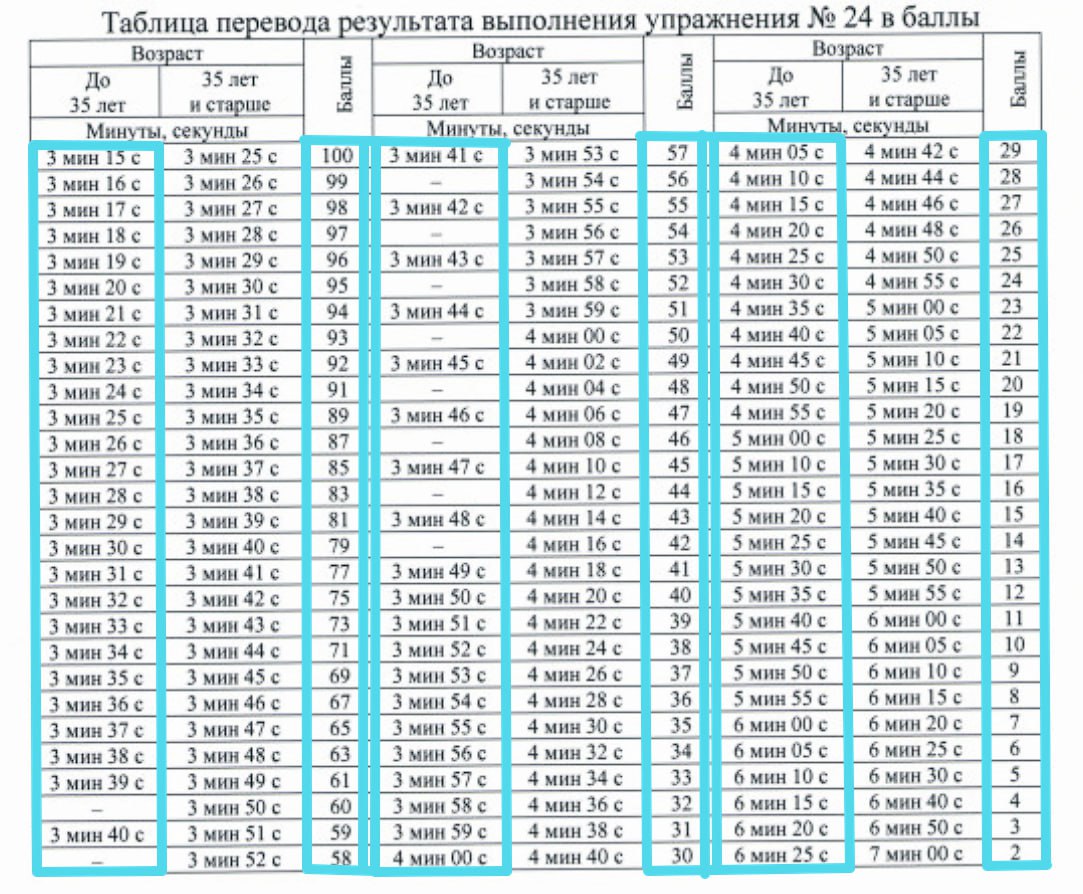 Таблица перевода результата выполнения упражнения № 24 в баллы
Возраст Баллы Возраст Баллы Возраст Баллы
До 35 лет 35 лет и старше До 35 лет 35 лет и старше До 35 лет 35 лет и старше
Минуты, секунды Минуты, секунды Минуты, секунды
3 мин 15 с 3 мин 25 с 100 3 мин 41 с 3 мин 53 с 57 4 мин 05 с 4 мин 42 с 29
3 мин 16 с 3 мин 26 с 99 – 3 мин 54 с 56 4 мин 10 с 4 мин 44 с 28
3 мин 17 с 3 мин 27 с 98 3 мин 42 с 3 мин 55 с 55 4 мин 15 с 4 мин 46 с 27
3 мин 18 с 3 мин 28 с 97 – 3 мин 56 с 54 4 мин 20 с 4 мин 48 с 26
3 мин 19 с 3 мин 29 с 96 3 мин 43 с 3 мин 57 с 53 4 мин 25 с 4 мин 50 с 25
3 мин 20 с 3 мин 30 с 95 – 3 мин 58 с 52 4 мин 30 с 4 мин 55 с 24
3 мин 21 с 3 мин 31 с 94 3 мин 44 с 3 мин 59 с 51 4 мин 35 с 5 мин 00 с 23
3 мин 22 с 3 мин 32 с 93 – 4 мин 00 с 50 4 мин 40 с 5 мин 05 с 22
3 мин 23 с 3 мин 33 с 92 3 мин 45 с 4 мин 02 с 49 4 мин 45 с 5 мин 10 с 21
3 мин 24 с 3 мин 34 с 91 – 4 мин 04 с 48 4 мин 50 с 5 мин 15 с 20
3 мин 25 с 3 мин 35 с 89 3 мин 46 с 4 мин 06 с 47 4 мин 55 с 5 мин 20 с 19
3 мин 26 с 3 мин 36 с 87 – 4 мин 08 с 46 5 мин 00 с 5 мин 25 с 18
3 мин 27 с 3 мин 37 с 85 3 мин 47 с 4 мин 10 с 45 5 мин 10 с 5 мин 30 с 17
3 мин 28 с 3 мин 38 с 83 – 4 мин 12 с 44 5 мин 15 с 5 мин 35 с 16
3 мин 29 с 3 мин 39 с 81 3 мин 48 с 4 мин 14 с 43 5 мин 20 с 5 мин 40 с 15
3 мин 30 с 3 мин 40 с 79 – 4 мин 16 с 42 5 мин 25 с 5 мин 45 с 14
3 мин 31 с 3 мин 41 с 77 3 мин 49 с 4 мин 18 с 41 5 мин 30 с 5 мин 50 с 13
3 мин 32 с 3 мин 42 с 75 3 мин 50 с 4 мин 20 с 40 5 мин 35 с 5 мин 55 с 12
3 мин 33 с 3 мин 43 с 73 3 мин 51 с 4 мин 22 с 39 5 мин 40 с 6 мин 00 с 11
3 мин 34 с 3 мин 44 с 71 3 мин 52 с 4 мин 24 с 38 5 мин 45 с 6 мин 05 с 10
3 мин 35 с 3 мин 45 с 69 3 мин 53 с 4 мин 26 с 37 5 мин 50 с 6 мин 10 с 9
3 мин 36 с 3 мин 46 с 67 3 мин 54 с 4 мин 28 с 36 5 мин 55 с 6 мин 15 с 8
3 мин 37 с 3 мин 47 с 65 3 мин 55 с 4 мин 30 с 35 6 мин 00 с 6 мин 20 с 7
3 мин 38 с 3 мин 48 с 63 3 мин 56 с 4 мин 32 с 34 6 мин 05 с 6 мин 25 с 6
3 мин 39 с 3 мин 49 с 61 3 мин 57 с 4 мин 34 с 33 6 мин 10 с 6 мин 30 с 5
– 3 мин 50 с 60 3 мин 58 с 4 мин 36 с 32 6 мин 15 с 6 мин 40 с 4
3 мин 40 с 3 мин 51 с 59 3 мин 59 с 4 мин 38 с 31 6 мин 20 с 6 мин 50 с 3
– 3 мин 52 с 58 4 мин 00 с 4 мин 40 с 30 6 мин 25 с 7 мин 00 с 2